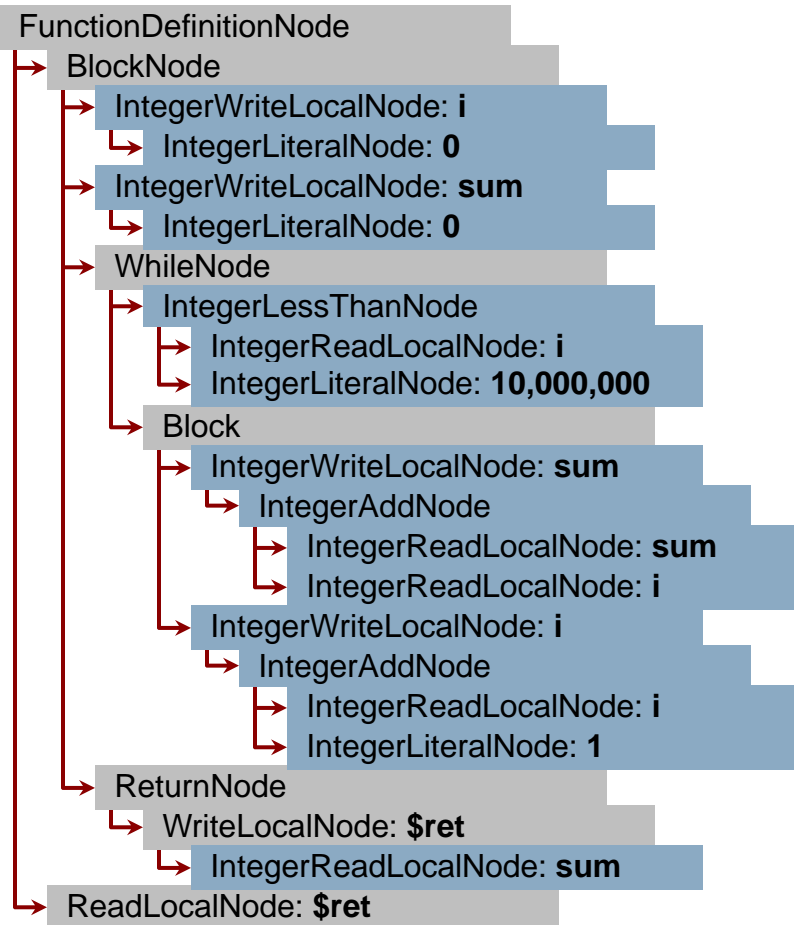 FunctionDefinitionNode
BlockNode
IntegerWriteLocalNode: i
IntegerLiteralNode: 0
IntegerWriteLocalNode: sum
IntegerLiteralNode: 0
WhileNode
IntegerLessThanNode
IntegerReadLocalNode: i
IntegerLiteralNode: 10,000,000
Block
IntegerWriteLocalNode: sum
IntegerAddNode
IntegerReadLocalNode: sum
IntegerReadLocalNode: i
IntegerWriteLocalNode: i
IntegerAddNode
IntegerReadLocalNode: i
IntegerLiteralNode: 1
ReturnNode
WriteLocalNode: $ret
IntegerReadLocalNode: sum
ReadLocalNode: $ret